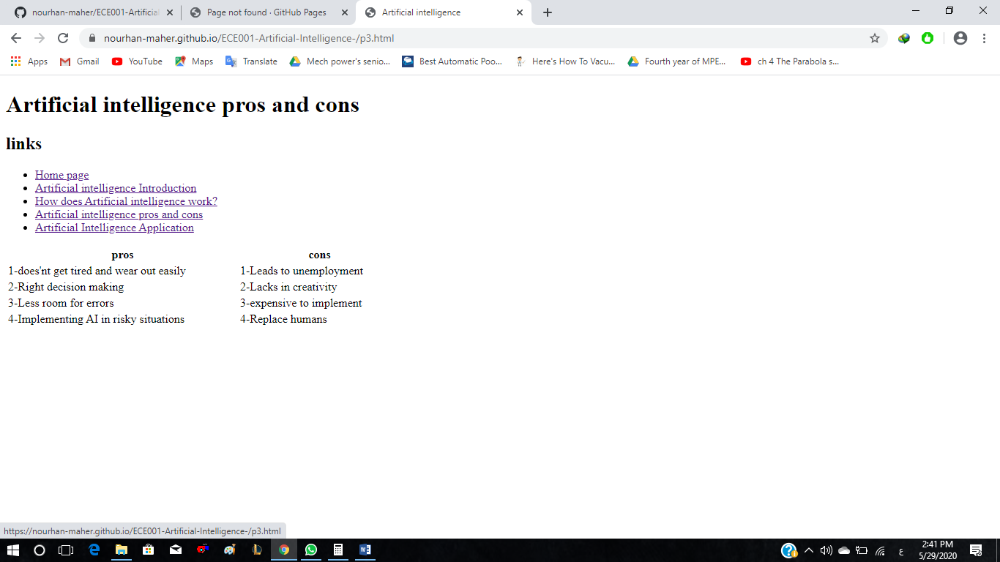 nourhan-maher/ECE001-Artificial
Page not found · GitHub Pages
Artificial intelligence
nourhan-maher.github.io/ECE001-Artificial-Intelligence-/p3.html
Apps Gmail YouTube Maps Translate Mech power's senio... Best Automatic Poo... Here's How To Vacu... Fourth year of MPE... ch 4 The Parabola s...
Artificial intelligence pros and cons
links
Home page
Artificial intelligence Introduction
How does Artificial intelligence work?
Artificial intelligence pros and cons
Artificial Intelligence Application
pros cons
1-does'nt get tired and wear out easily 1-Leads to unemployment
2-Right decision making 2-Lacks in creativity
3-Less room for errors 3-expensive to implement
4-Implementing AI in risky situations 4-Replace humans
https://nourhan-maher.github.io/ECE001-Artificial-Intelligence-/p3.html
ع
2:41 PM
5/29/2020